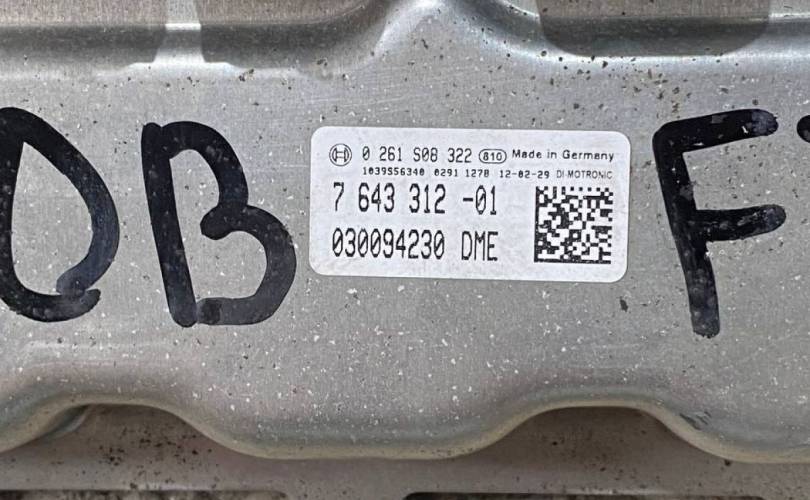 OB
0 261 S08 322 810 Made in Germany
1039S56340 0291 1278 12-02-29 DI-MOTRONIC
7 643 312 -01
030094230 DME
F